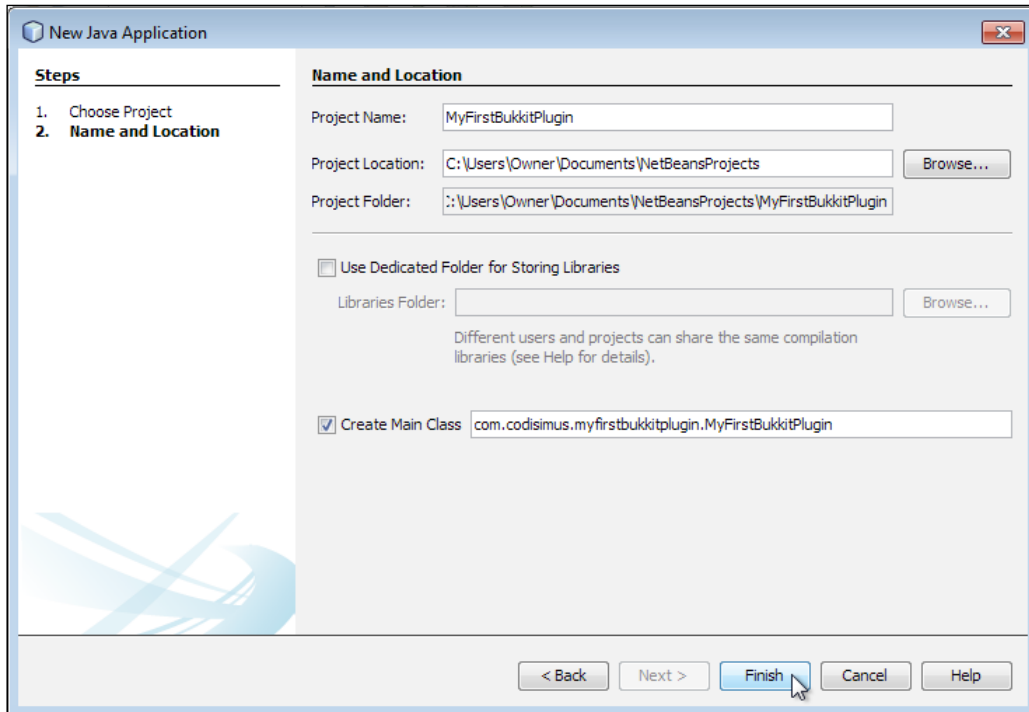 New Java Application
Steps
1. Choose Project
2. Name and Location
Name and Location
Project Name: MyFirstBukkitPlugin
Project Location: C:\Users\Owner\Documents\NetBeansProjects Browse...
Project Folder: :\Users\Owner\Documents\NetBeansProjects\MyFirstBukkitPlugin
Use Dedicated Folder for Storing Libraries
Libraries Folder: Browse...
Different users and projects can share the same compilation
libraries (see Help for details).
Create Main Class com.codisimus.myfirstbukkitplugin.MyFirstBukkitPlugin
< Back Next > Finish Cancel Help